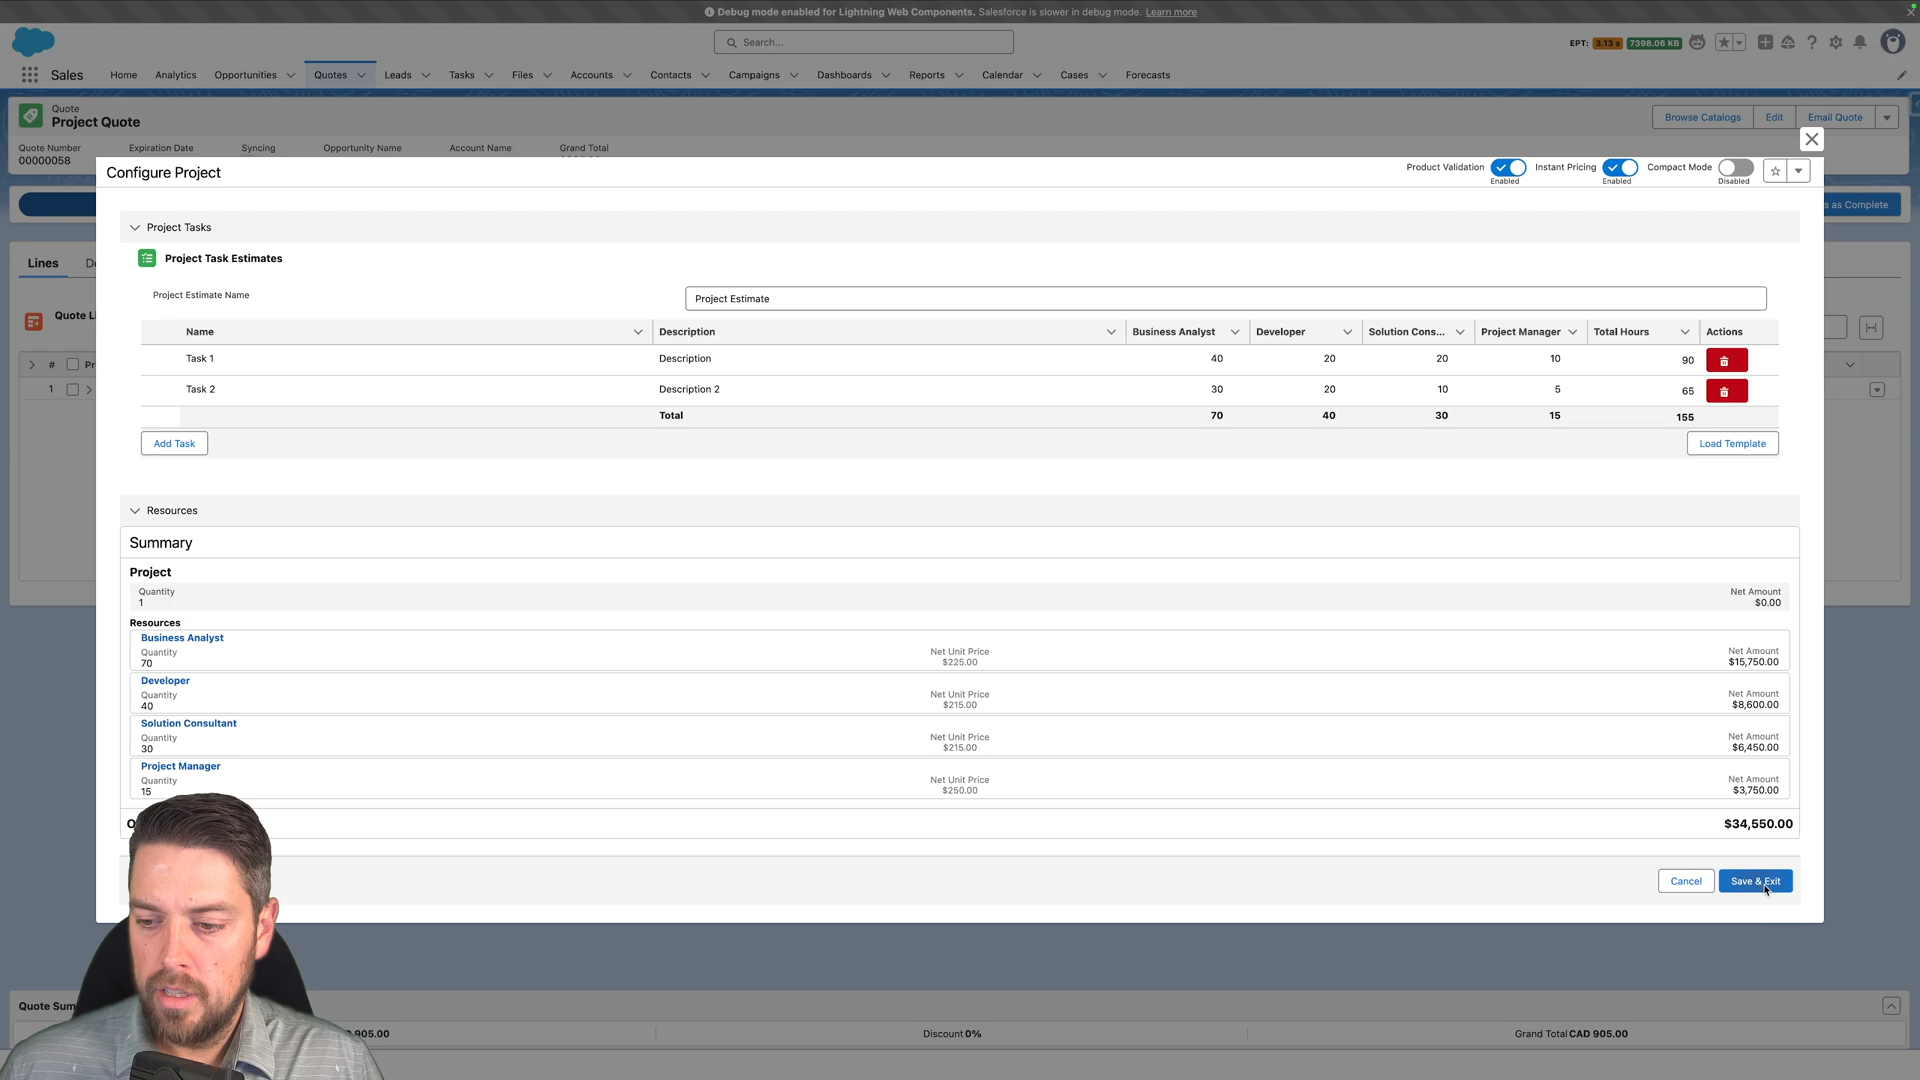 Debug mode enabled for Lightning Web Components. Salesforce is slower in debug mode. Learn more
Search...
EPT: 3.13 s 7398.06 KB
Sales Home Analytics Opportunities Quotes Leads Tasks Files Accounts Contacts Campaigns Dashboards Reports Calendar Cases Forecasts
Quote
Project Quote
Browse Catalogs Edit Email Quote
Quote Number Expiration Date Syncing Opportunity Name Account Name Grand Total
00000058
Configure Project
Product Validation Enabled Instant Pricing Enabled Compact Mode Disabled
s as Complete
Lines
Quote Li
#
1
Project Tasks
Project Task Estimates
Project Estimate Name Project Estimate
Name Description Business Analyst Developer Solution Cons... Project Manager Total Hours Actions
Task 1 Description 40 20 20 10 90
Task 2 Description 2 30 20 10 5 65
Total 70 40 30 15 155
Add Task Load Template
Resources
Summary
Project
Quantity Net Amount
1 $0.00
Resources
Business Analyst
Quantity Net Unit Price Net Amount
70 $225.00 $15,750.00
Developer
Quantity Net Unit Price Net Amount
40 $215.00 $8,600.00
Solution Consultant
Quantity Net Unit Price Net Amount
30 $215.00 $6,450.00
Project Manager
Quantity Net Unit Price Net Amount
15 $250.00 $3,750.00
$34,550.00
Cancel Save & Exit
Quote Sum
905.00 Discount 0% Grand Total CAD 905.00